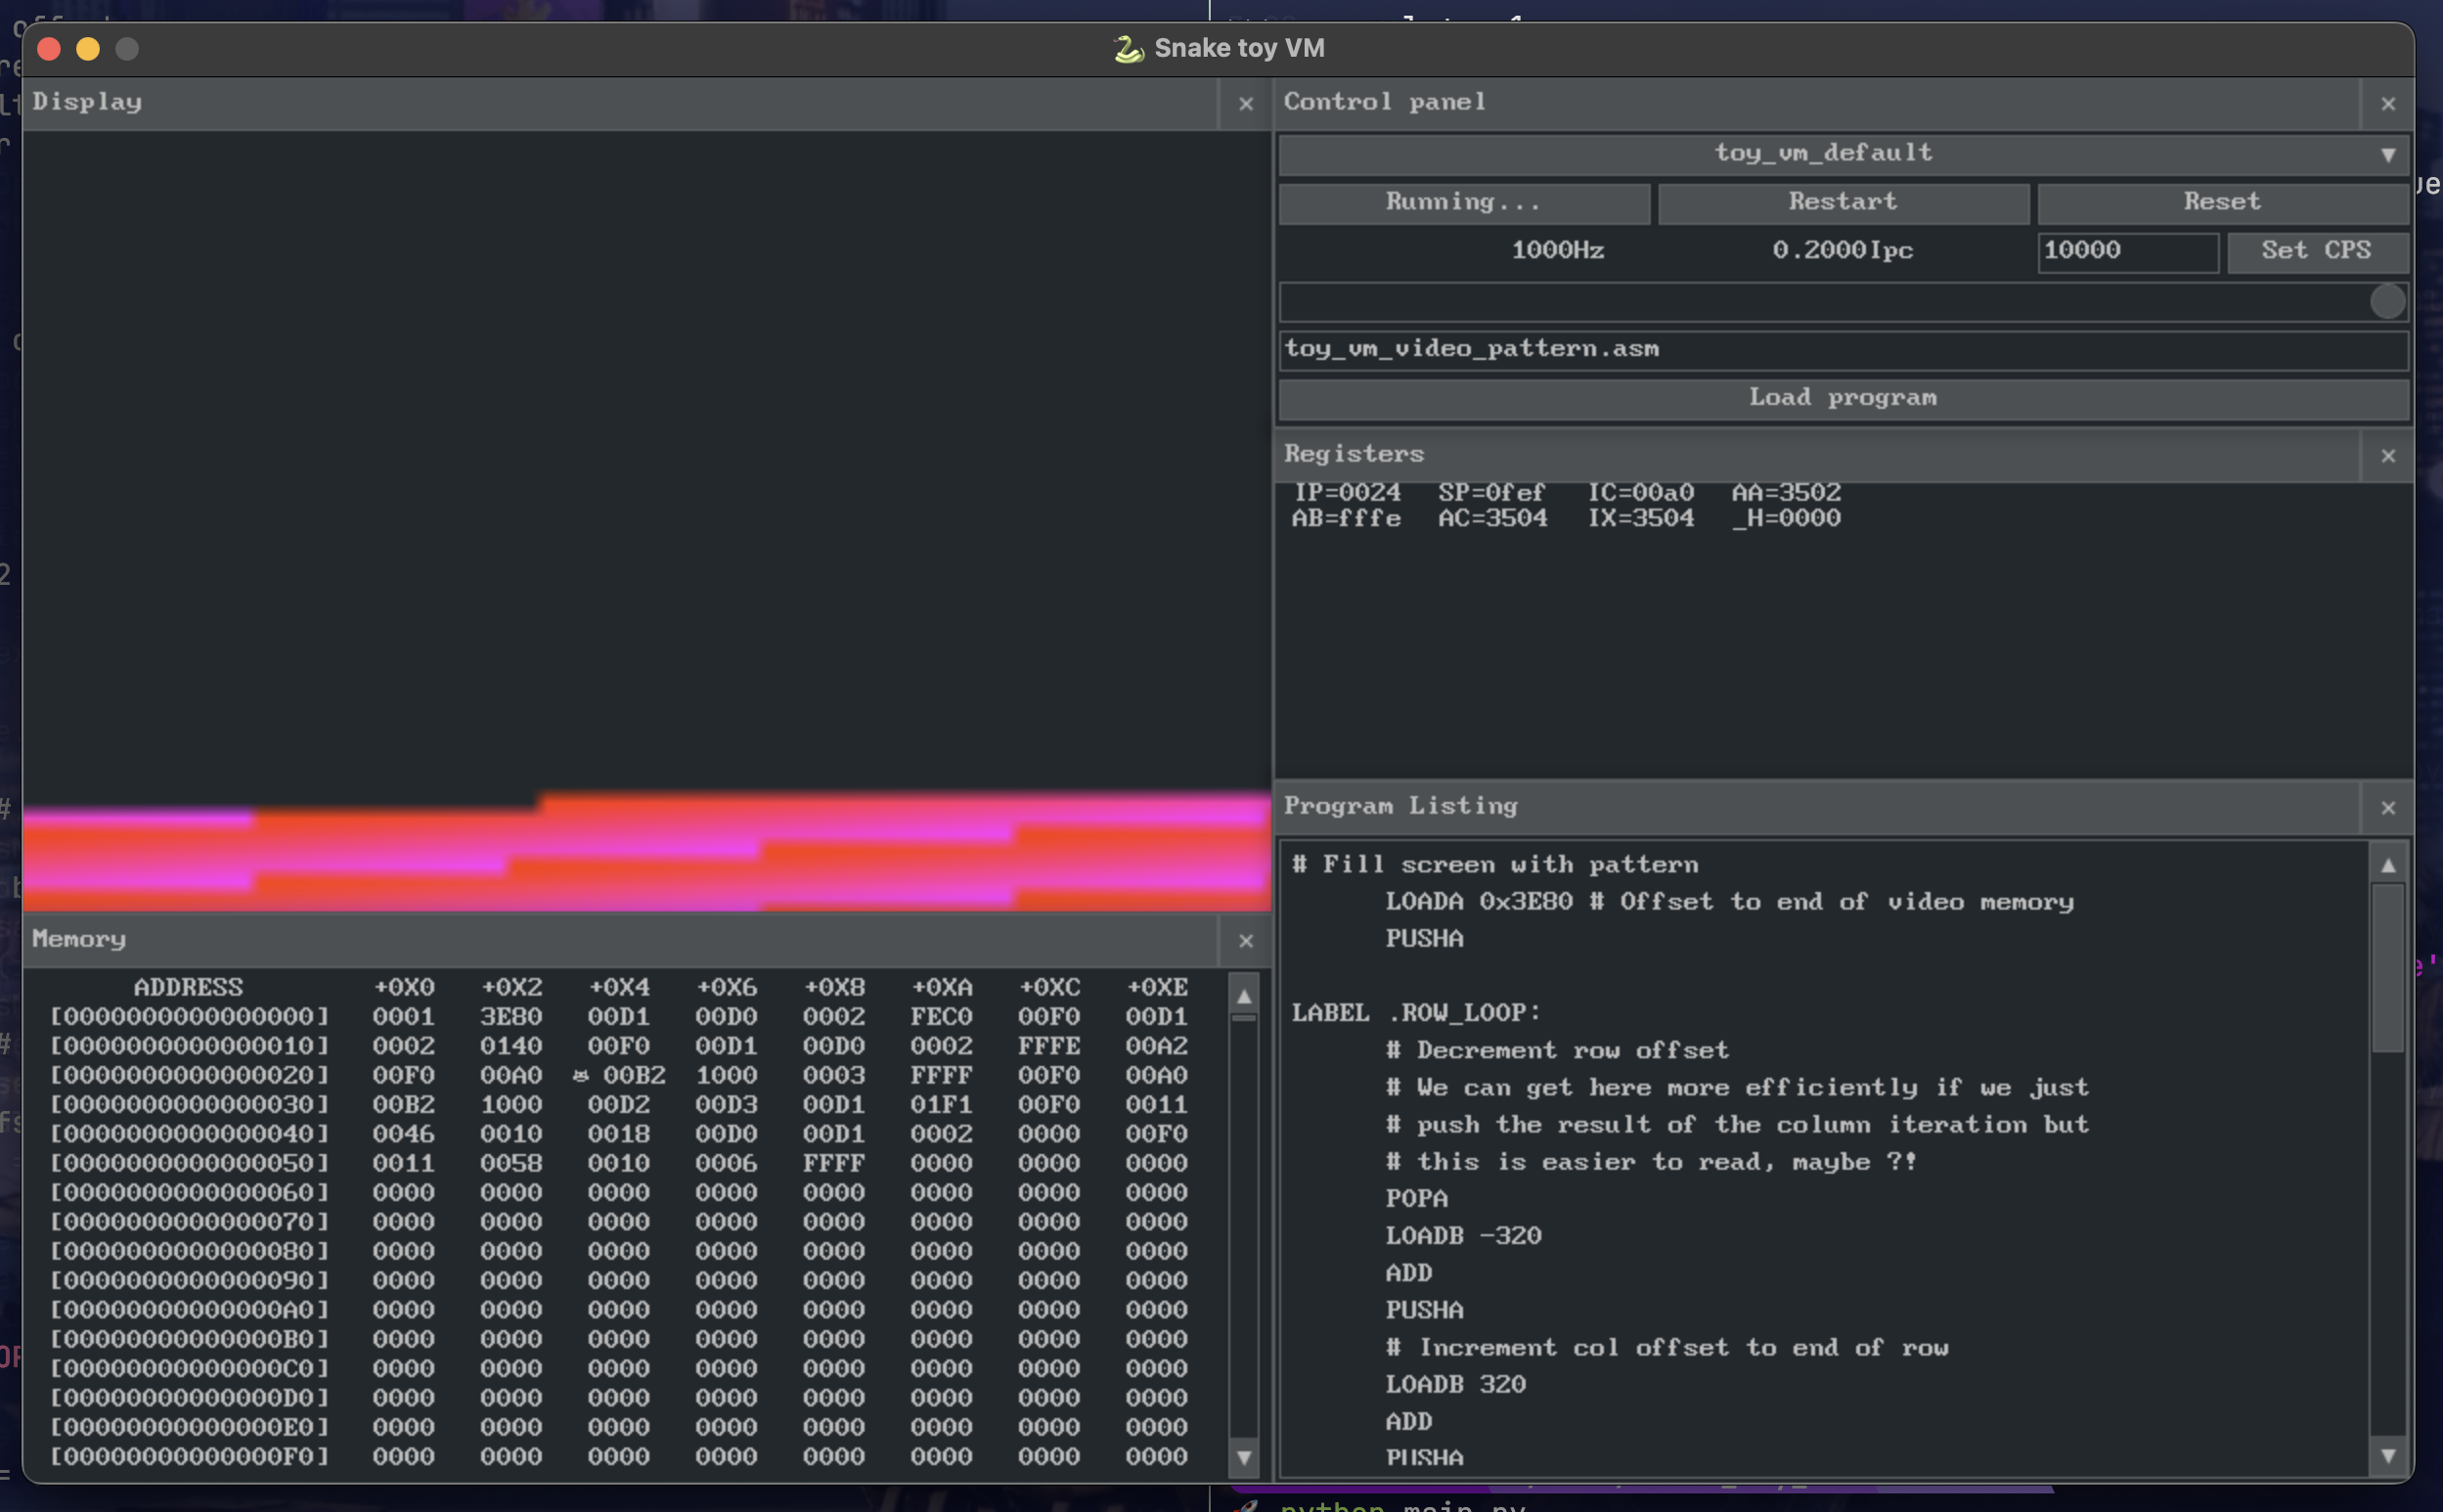 Snake toy VM
Display ×
Control panel ×
toy_vm_default ▼
Running... Restart Reset
1000Hz 0.2000Ipc 10000 Set CPS
toy_vm_video_pattern.asm
Load program
Registers ×
IP=0024 SP=0fef IC=00a0 AA=3502
AB=fffe AC=3504 IX=3504 _H=0000
Program Listing ×
# Fill screen with pattern
LOADA 0x3E80 # Offset to end of video memory
PUSHA
LABEL .ROW_LOOP:
# Decrement row offset
# We can get here more efficiently if we just
# push the result of the column iteration but
# this is easier to read, maybe ?!
POPA
LOADB -320
ADD
PUSHA
# Increment col offset to end of row
LOADB 320
ADD
PUSHA
Memory ×
ADDRESS +0X0 +0X2 +0X4 +0X6 +0X8 +0XA +0XC +0XE
[0000000000000000] 0001 3E80 00D1 00D0 0002 FEC0 00F0 00D1
[0000000000000010] 0002 0140 00F0 00D1 00D0 0002 FFFE 00A2
[0000000000000020] 00F0 00A0 00B2 1000 0003 FFFF 00F0 00A0
[0000000000000030] 00B2 1000 00D2 00D3 00D1 01F1 00F0 0011
[0000000000000040] 0046 0010 0018 00D0 00D1 0002 0000 00F0
[0000000000000050] 0011 0058 0010 0006 FFFF 0000 0000 0000
[0000000000000060] 0000 0000 0000 0000 0000 0000 0000 0000
[0000000000000070] 0000 0000 0000 0000 0000 0000 0000 0000
[0000000000000080] 0000 0000 0000 0000 0000 0000 0000 0000
[0000000000000090] 0000 0000 0000 0000 0000 0000 0000 0000
[00000000000000A0] 0000 0000 0000 0000 0000 0000 0000 0000
[00000000000000B0] 0000 0000 0000 0000 0000 0000 0000 0000
[00000000000000C0] 0000 0000 0000 0000 0000 0000 0000 0000
[00000000000000D0] 0000 0000 0000 0000 0000 0000 0000 0000
[00000000000000E0] 0000 0000 0000 0000 0000 0000 0000 0000
[00000000000000F0] 0000 0000 0000 0000 0000 0000 0000 0000
python main.py